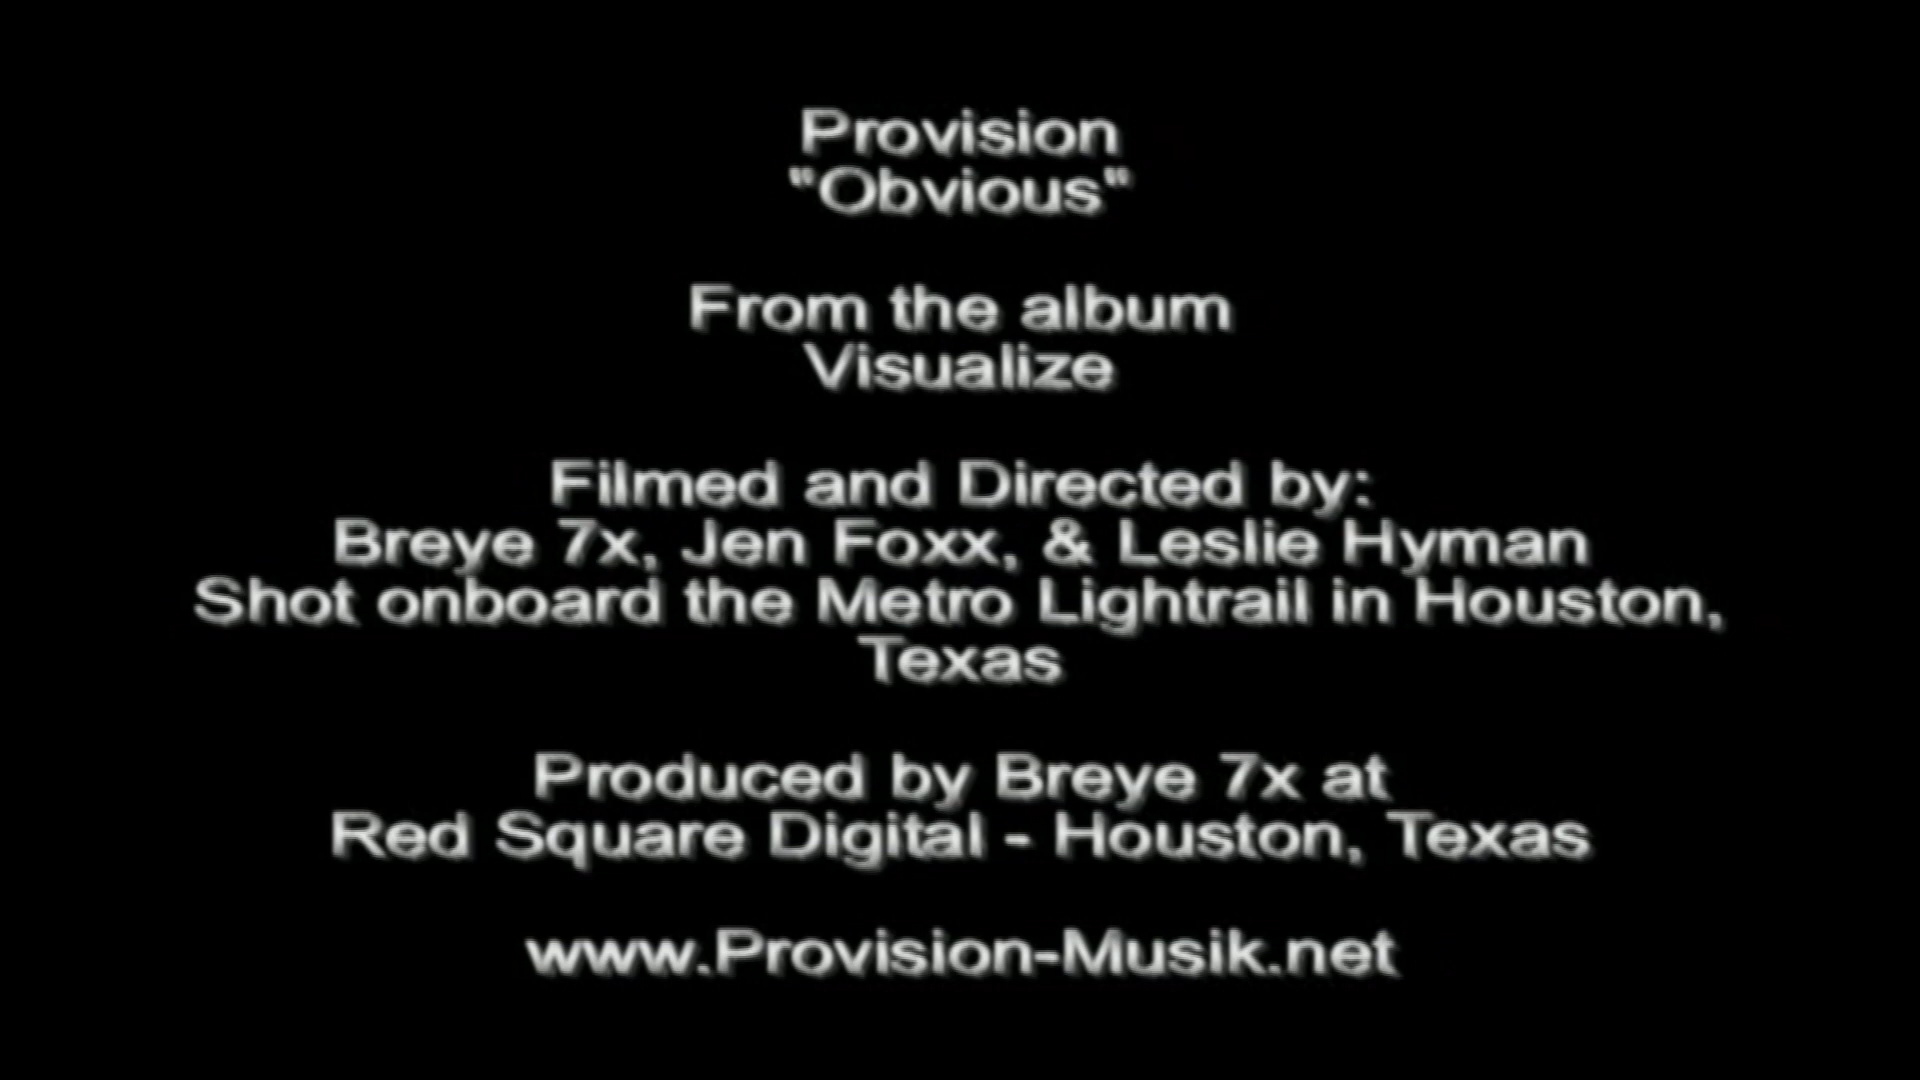 Provision
"Obvious"
From the album
Visualize
Filmed and Directed by:
Breye 7x, Jen Foxx, & Leslie Hyman
Shot onboard the Metro Lightrail in Houston,
Texas
Produced by Breye 7x at
Red Square Digital - Houston, Texas
www.Provision-Musik.net